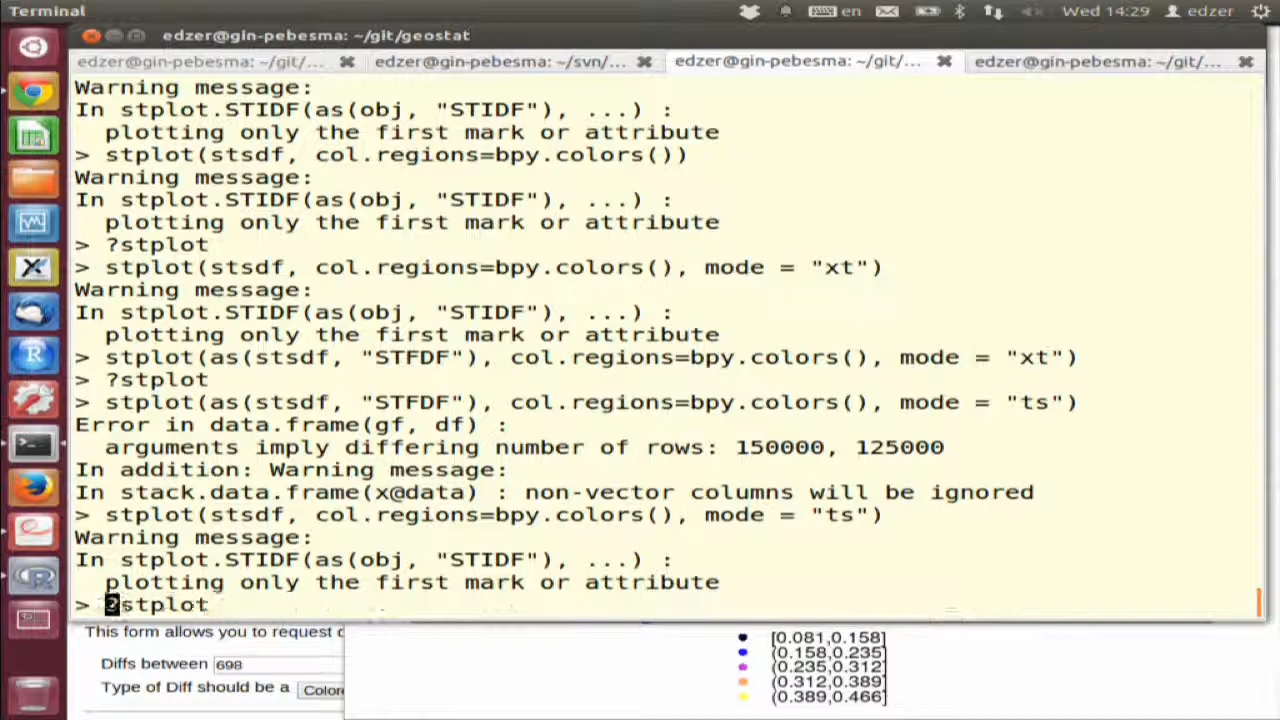 Terminal
en
Wed 14:29
edzer
edzer@gin-pebesma: ~/git/geostat
edzer@gin-pebesma: ~/git/...
edzer@gin-pebesma: ~/svn/...
edzer@gin-pebesma: ~/git/...
edzer@gin-pebesma: ~/git/...
Warning message:
In stplot.STIDF(as(obj, "STIDF"), ...) :
plotting only the first mark or attribute
> stplot(stsdf, col.regions=bpy.colors())
Warning message:
In stplot.STIDF(as(obj, "STIDF"), ...) :
plotting only the first mark or attribute
> ?stplot
> stplot(stsdf, col.regions=bpy.colors(), mode = "xt")
Warning message:
In stplot.STIDF(as(obj, "STIDF"), ...) :
plotting only the first mark or attribute
> stplot(as(stsdf, "STFDF"), col.regions=bpy.colors(), mode = "xt")
> ?stplot
> stplot(as(stsdf, "STFDF"), col.regions=bpy.colors(), mode = "ts")
Error in data.frame(gf, df) :
arguments imply differing number of rows: 150000, 125000
In addition: Warning message:
In stack.data.frame(x@data) : non-vector columns will be ignored
> stplot(stsdf, col.regions=bpy.colors(), mode = "ts")
Warning message:
In stplot.STIDF(as(obj, "STIDF"), ...) :
plotting only the first mark or attribute
> ?stplot
This form allows you to request d
Diffs between 698
Type of Diff should be a Colore
[0.081,0.158]
(0.158,0.235]
(0.235,0.312]
(0.312,0.389]
(0.389,0.466]